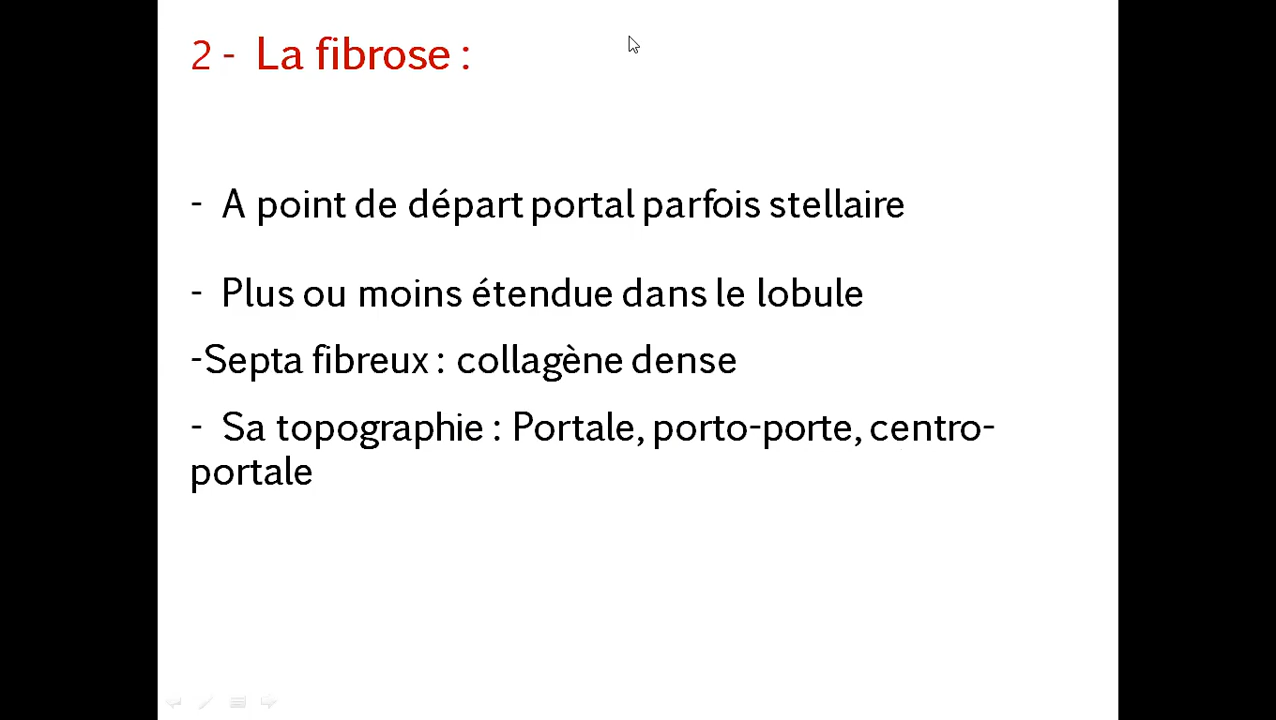 2 - La fibrose :
- A point de départ portal parfois stellaire
- Plus ou moins étendue dans le lobule
-Septa fibreux : collagène dense
- Sa topographie : Portale, porto-porte, centro-
portale